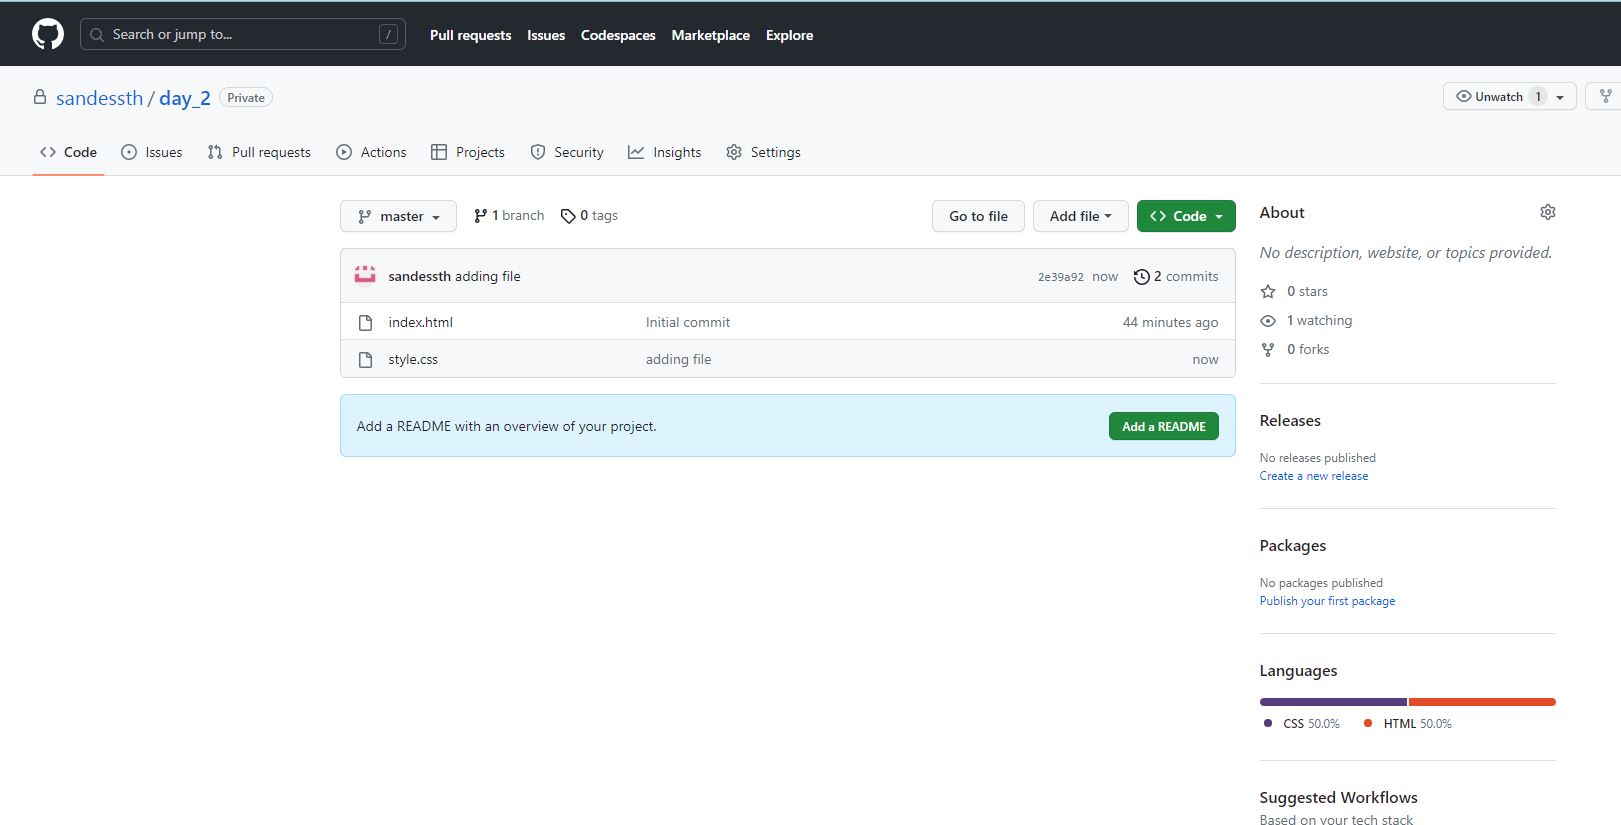 Search or jump to... /
Pull requests Issues Codespaces Marketplace Explore
sandessth / day_2 Private
Unwatch 1
Code Issues Pull requests Actions Projects Security Insights Settings
master 1 branch 0 tags Go to file Add file Code
sandessth adding file 2e39a92 now 2 commits
index.html Initial commit 44 minutes ago
style.css adding file now
Add a README with an overview of your project. Add a README
About
No description, website, or topics provided.
0 stars
1 watching
0 forks
Releases
No releases published
Create a new release
Packages
No packages published
Publish your first package
Languages
CSS 50.0% HTML 50.0%
Suggested Workflows
Based on your tech stack